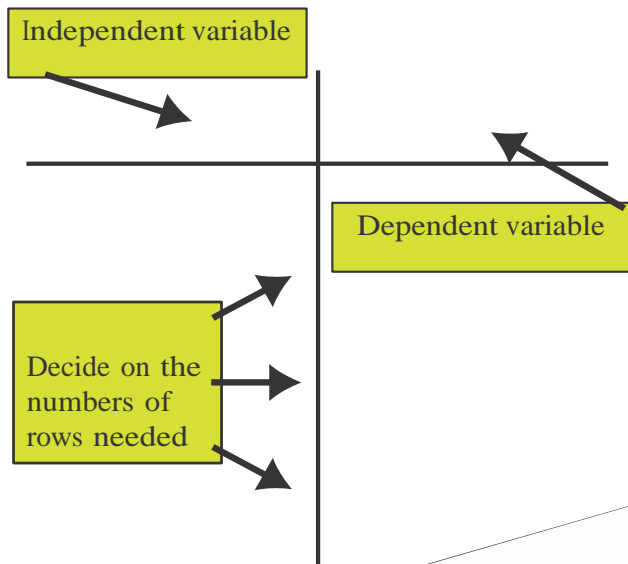 Independent variable
Dependent variable
Decide on the
numbers of
rows needed